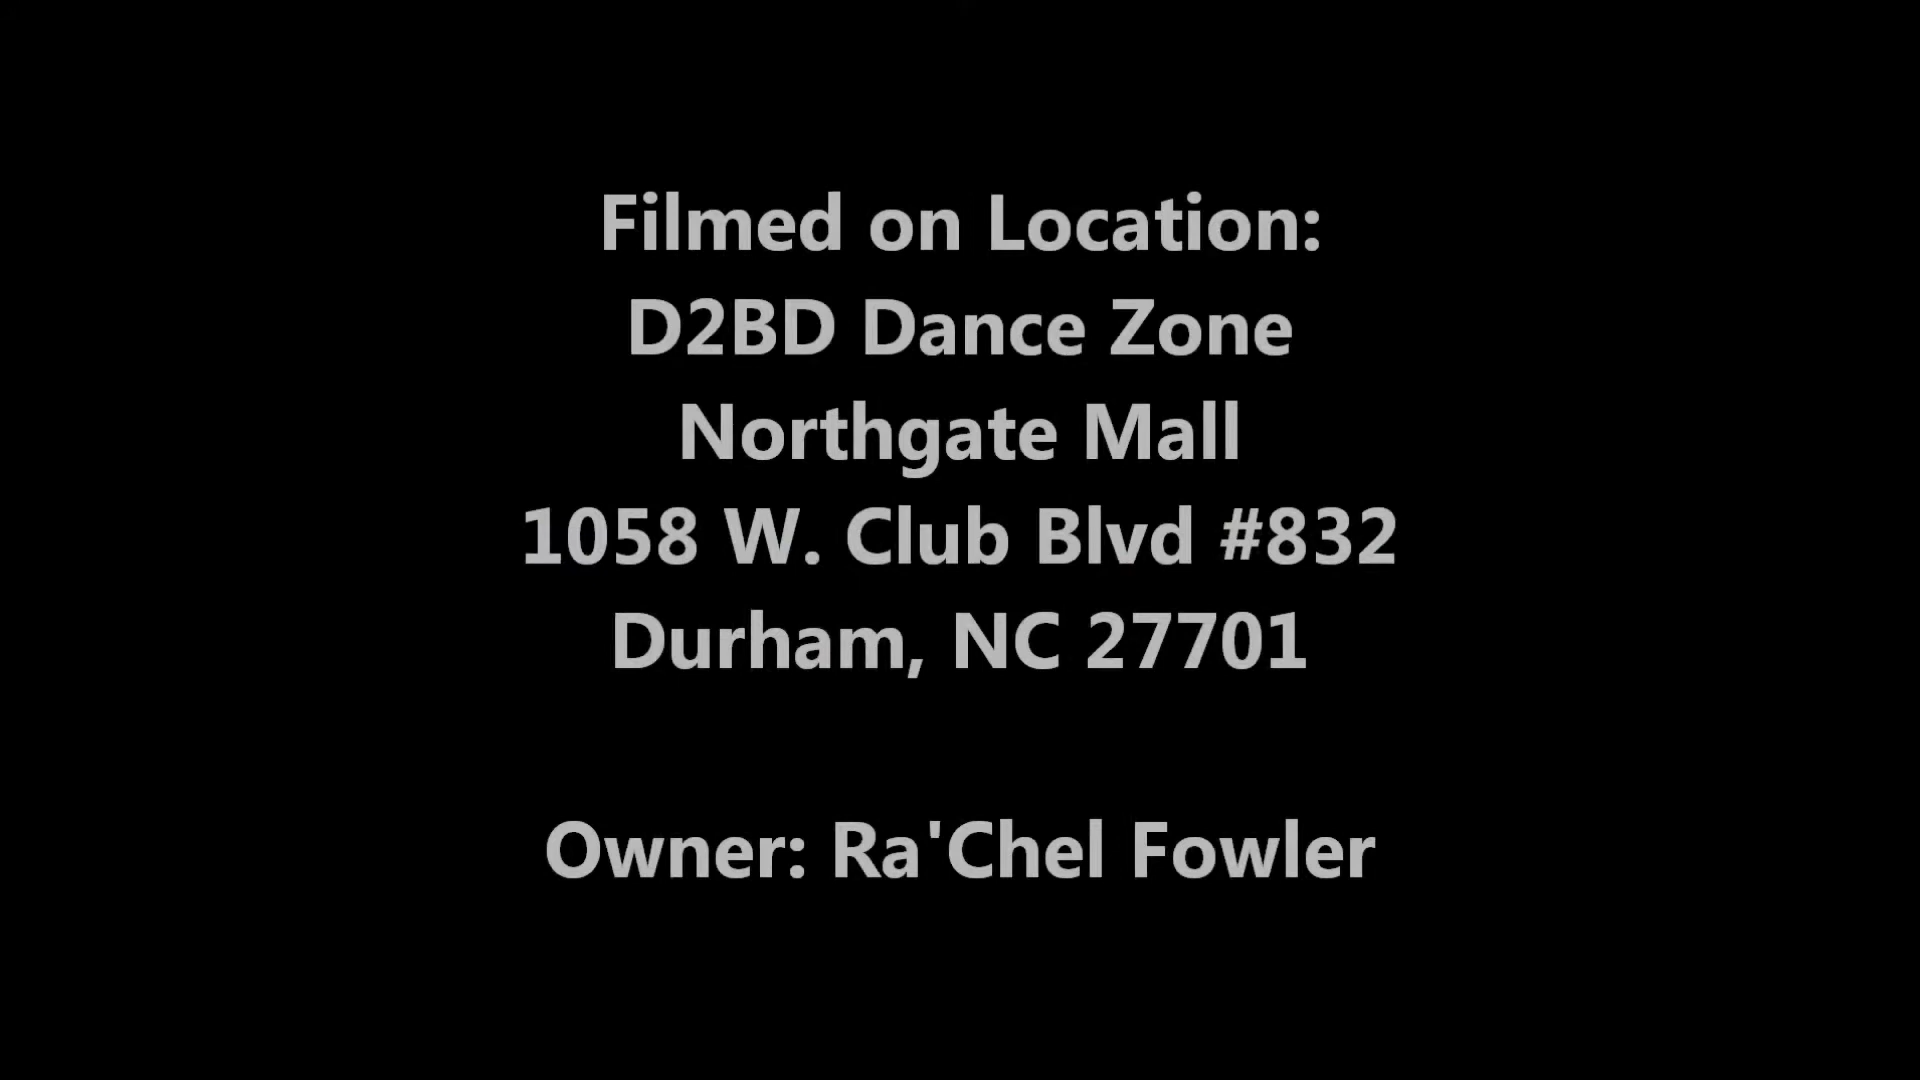 Filmed on Location:
D2BD Dance Zone
Northgate Mall
1058 W. Club Blvd #832
Durham, NC 27701
Owner: Ra'Chel Fowler